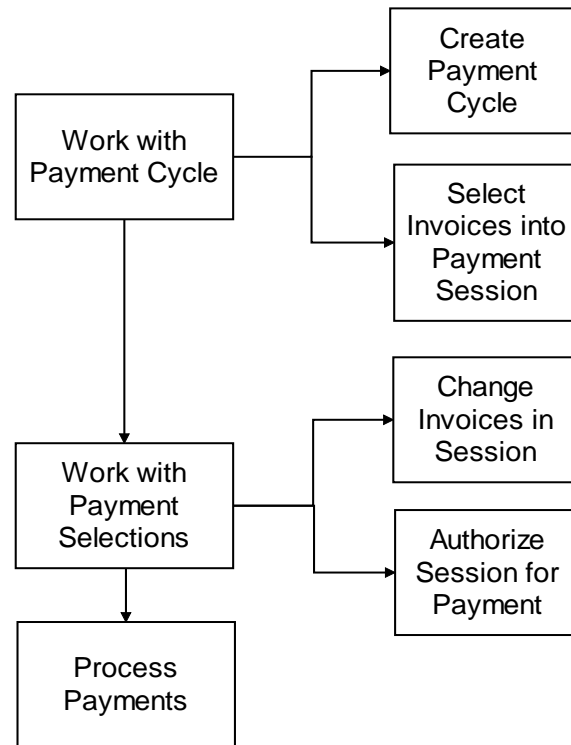 Create
Payment
Cycle
Work with
Payment Cycle
Select
Invoices into
Payment
Session
Change
Invoices in
Session
Work with
Payment
Selections
Authorize
Session for
Payment
Process
Payments